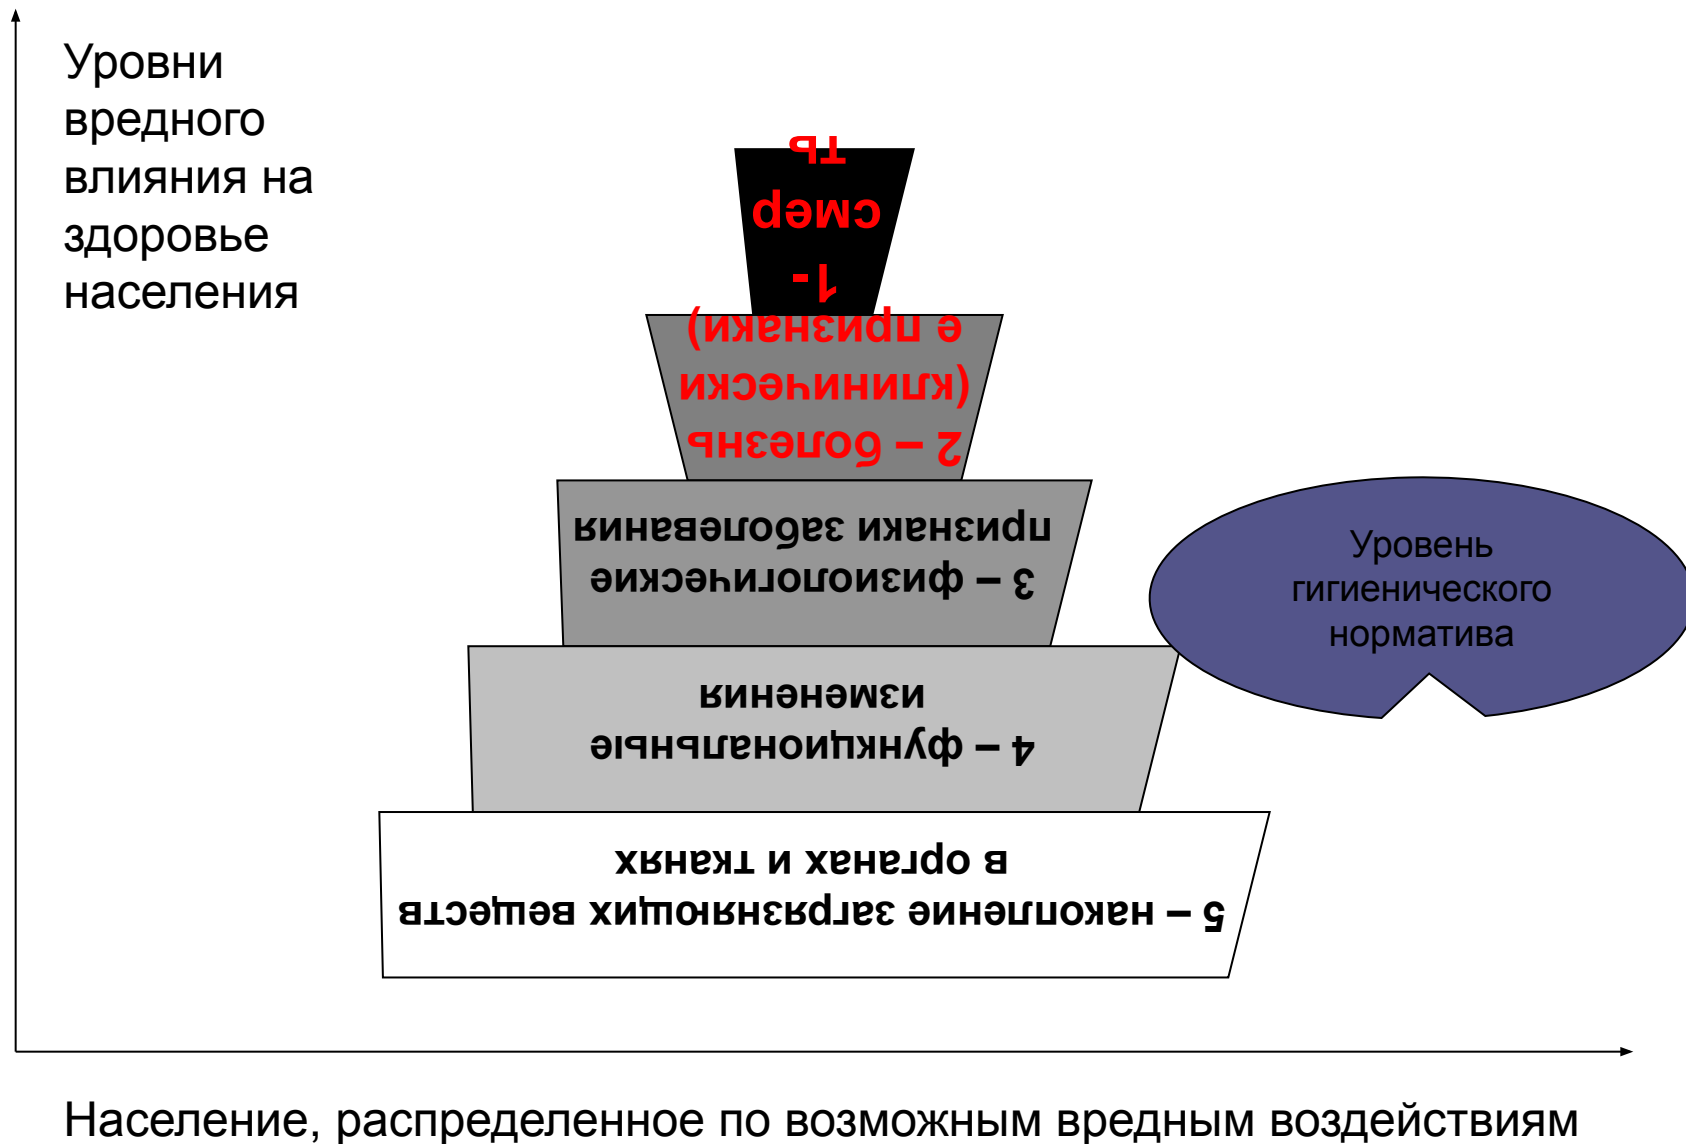 Уровни
вредного
влияния на
здоровье
населения
1-
смер
ть
2 – болезнь
(клинически
е признаки)
3 – физиологические
признаки заболевания
4 – функциональные
изменения
5 – накопление загрязняющих веществ
в органах и тканях
Уровень
гигиенического
норматива
Население, распределенное по возможным вредным воздействиям